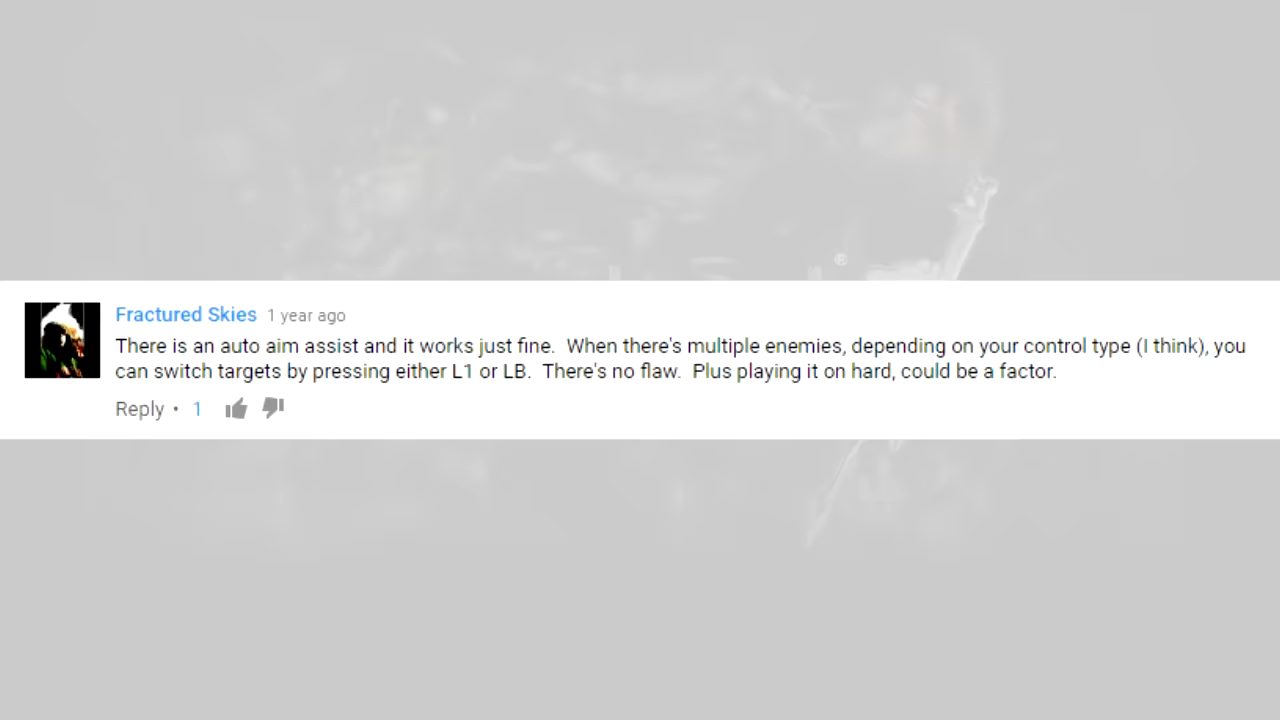 ®
Fractured Skies 1 year ago
There is an auto aim assist and it works just fine.  When there's multiple enemies, depending on your control type (I think), you
can switch targets by pressing either L1 or LB.  There's no flaw.  Plus playing it on hard, could be a factor.
Reply • 1